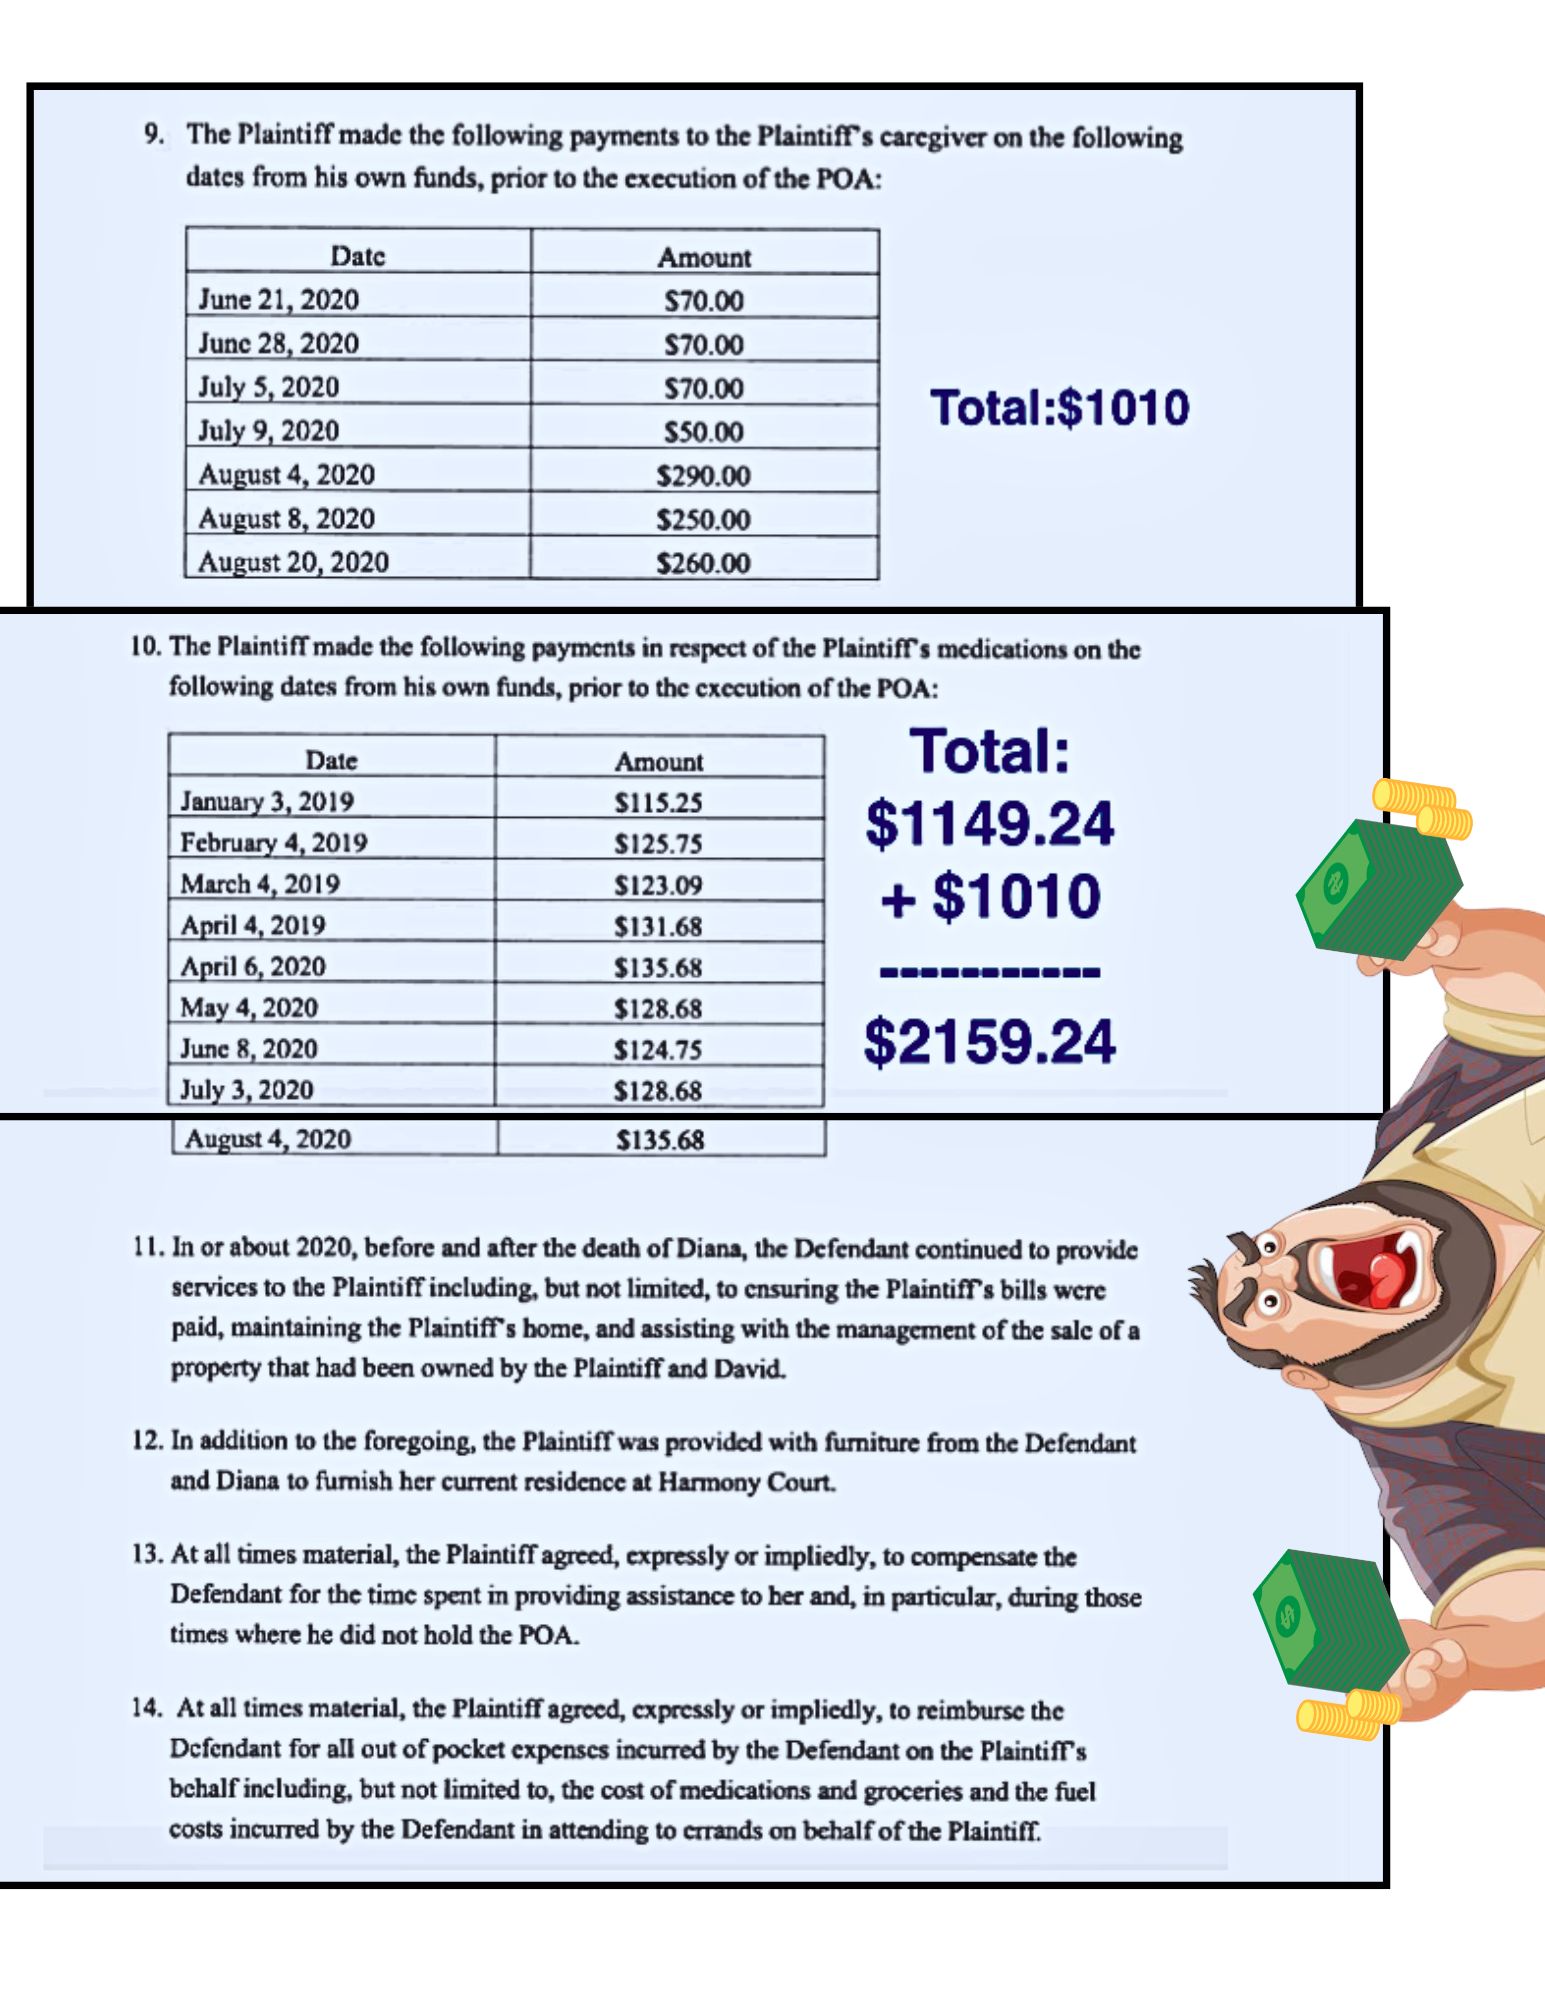 9. The Plaintiff made the following payments to the Plaintiff's caregiver on the following
dates from his own funds, prior to the execution of the POA:
Date Amount
June 21, 2020 $70.00
June 28, 2020 $70.00
July 5, 2020 $70.00
July 9, 2020 $50.00
August 4, 2020 $290.00
August 8, 2020 $250.00
August 20, 2020 $260.00
Total:$1010
10. The Plaintiff made the following payments in respect of the Plaintiff's medications on the
following dates from his own funds, prior to the execution of the POA:
Date Amount
January 3, 2019 $115.25
February 4, 2019 $125.75
March 4, 2019 $123.09
April 4, 2019 $131.68
April 6, 2020 $135.68
May 4, 2020 $128.68
June 8, 2020 $124.75
July 3, 2020 $128.68
August 4, 2020 $135.68
Total:
$1149.24
+ $1010
-----------
$2159.24
11. In or about 2020, before and after the death of Diana, the Defendant continued to provide
services to the Plaintiff including, but not limited, to ensuring the Plaintiff's bills were
paid, maintaining the Plaintiff's home, and assisting with the management of the sale of a
property that had been owned by the Plaintiff and David.
12. In addition to the foregoing, the Plaintiff was provided with furniture from the Defendant
and Diana to furnish her current residence at Harmony Court.
13. At all times material, the Plaintiff agreed, expressly or impliedly, to compensate the
Defendant for the time spent in providing assistance to her and, in particular, during those
times where he did not hold the POA.
14. At all times material, the Plaintiff agreed, expressly or impliedly, to reimburse the
Defendant for all out of pocket expenses incurred by the Defendant on the Plaintiff's
behalf including, but not limited to, the cost of medications and groceries and the fuel
costs incurred by the Defendant in attending to errands on behalf of the Plaintiff.